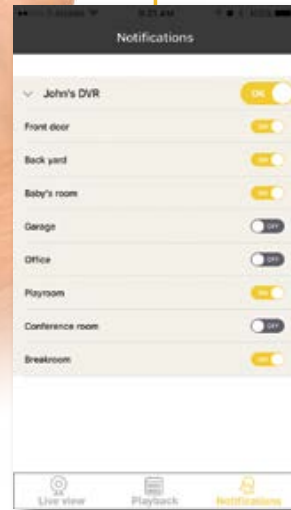 Notifications
John's DVR ON
Front door ON
Back yard ON
Baby's room ON
Garage OFF
Office OFF
Playroom ON
Conference room OFF
Breakroom ON
Live view Playback Notifications